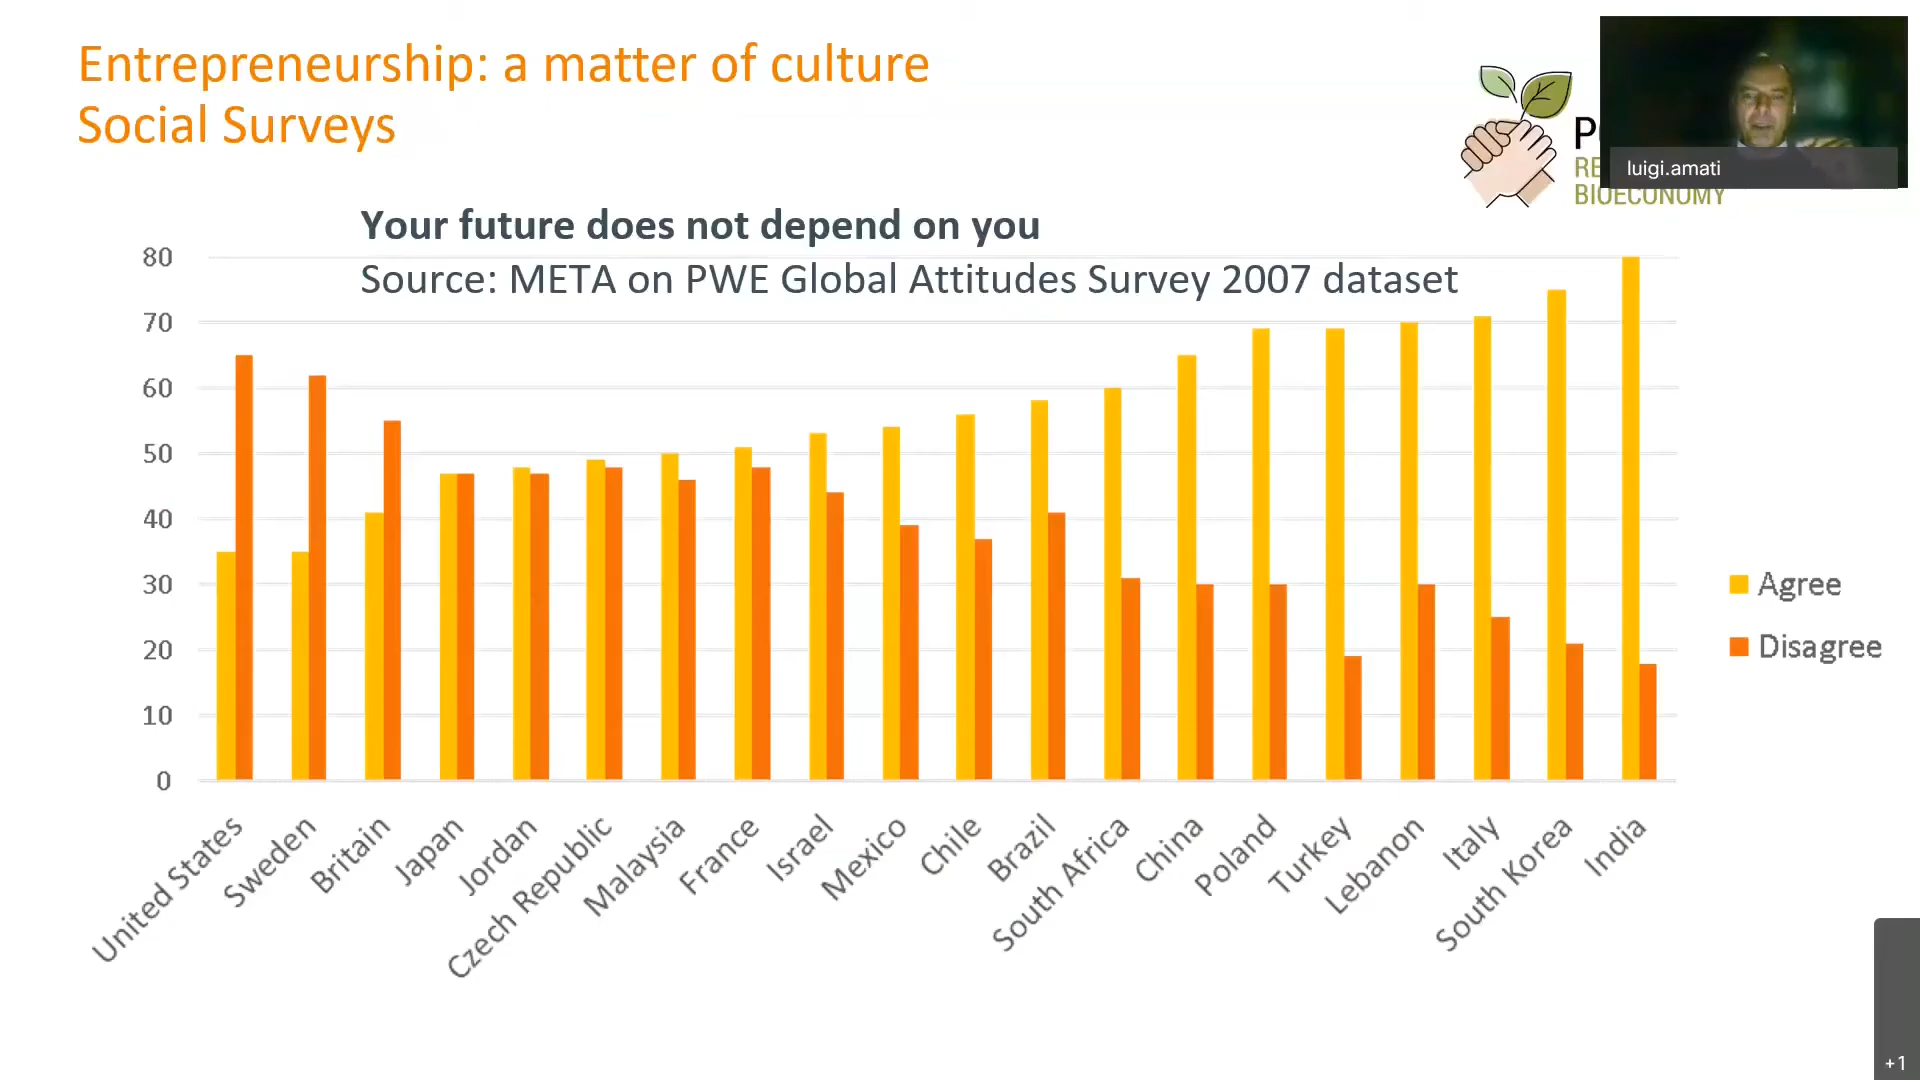 Entrepreneurship: a matter of culture
Social Surveys
BIOECONOMY
luigi.amati
Your future does not depend on you
Source: META on PWE Global Attitudes Survey 2007 dataset
80
70
60
50
40
30
20
10
0
United States
Sweden
Britain
Japan
Jordan
Czech Republic
Malaysia
France
Israel
Mexico
Chile
Brazil
South Africa
China
Poland
Turkey
Lebanon
Italy
South Korea
India
Agree
Disagree
+1